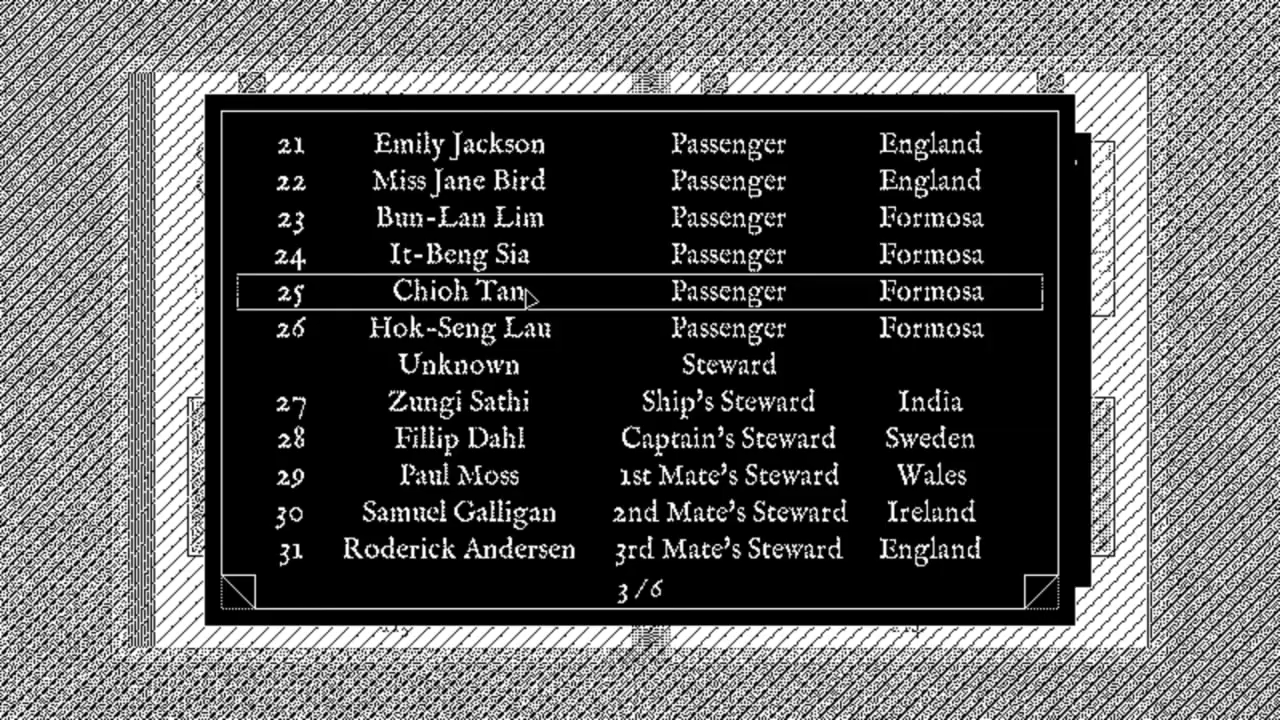 21 Emily Jackson Passenger England
22 Miss Jane Bird Passenger England
23 Bun-Lan Lim Passenger Formosa
24 It-Beng Sia Passenger Formosa
25 Chioh Tan Passenger Formosa
26 Hok-Seng Lau Passenger Formosa
Unknown Steward
27 Zungi Sathi Ship's Steward India
28 Fillip Dahl Captain's Steward Sweden
29 Paul Moss 1st Mate's Steward Wales
30 Samuel Galligan 2nd Mate's Steward Ireland
31 Roderick Andersen 3rd Mate's Steward England
3/6